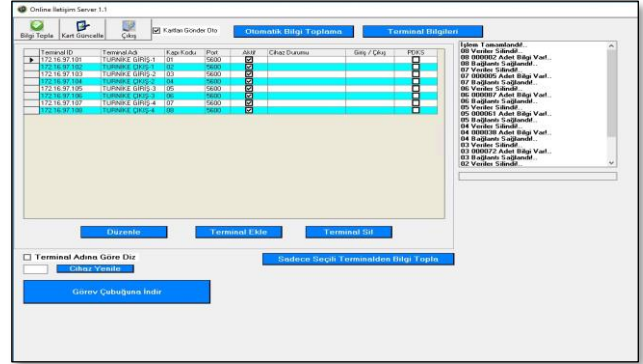 Online İletişim Server 1.1
Bilgi Topla Kart Güncelle Çıkış Kartları Gönder Oto Otomatik Bilgi Toplama Terminal Bilgileri
Terminal ID Terminal Adı Kapı Kodu Port Aktif Cihaz Durumu Giriş / Çıkış PDKS
172.16.97.101 TURNİKE GİRİŞ-1 01 5600
172.16.97.102 TURNİKE ÇIKIŞ-1 02 5600
172.16.97.103 TURNİKE GİRİŞ-2 03 5600
172.16.97.104 TURNİKE ÇIKIŞ-2 04 5600
172.16.97.105 TURNİKE GİRİŞ-3 05 5600
172.16.97.106 TURNİKE ÇIKIŞ-3 06 5600
172.16.97.107 TURNİKE GİRİŞ-4 07 5600
172.16.97.108 TURNİKE ÇIKIŞ-4 08 5600
İşlem Tamamlandı!..
08 Veriler Silindi!..
08 000002 Adet Bilgi Var!..
08 Bağlantı Sağlandı!..
07 Veriler Silindi!..
07 000005 Adet Bilgi Var!..
07 Bağlantı Sağlandı!..
06 Veriler Silindi!..
06 000007 Adet Bilgi Var!..
06 Bağlantı Sağlandı!..
05 Veriler Silindi!..
05 000061 Adet Bilgi Var!..
05 Bağlantı Sağlandı!..
04 Veriler Silindi!..
04 000038 Adet Bilgi Var!..
04 Bağlantı Sağlandı!..
03 Veriler Silindi!..
03 000072 Adet Bilgi Var!..
03 Bağlantı Sağlandı!..
02 Veriler Silindi!..
Düzenle Terminal Ekle Terminal Sil
Terminal Adına Göre Diz
Sadece Seçili Terminalden Bilgi Topla
Cihaz Yenile
Görev Çubuğuna İndir